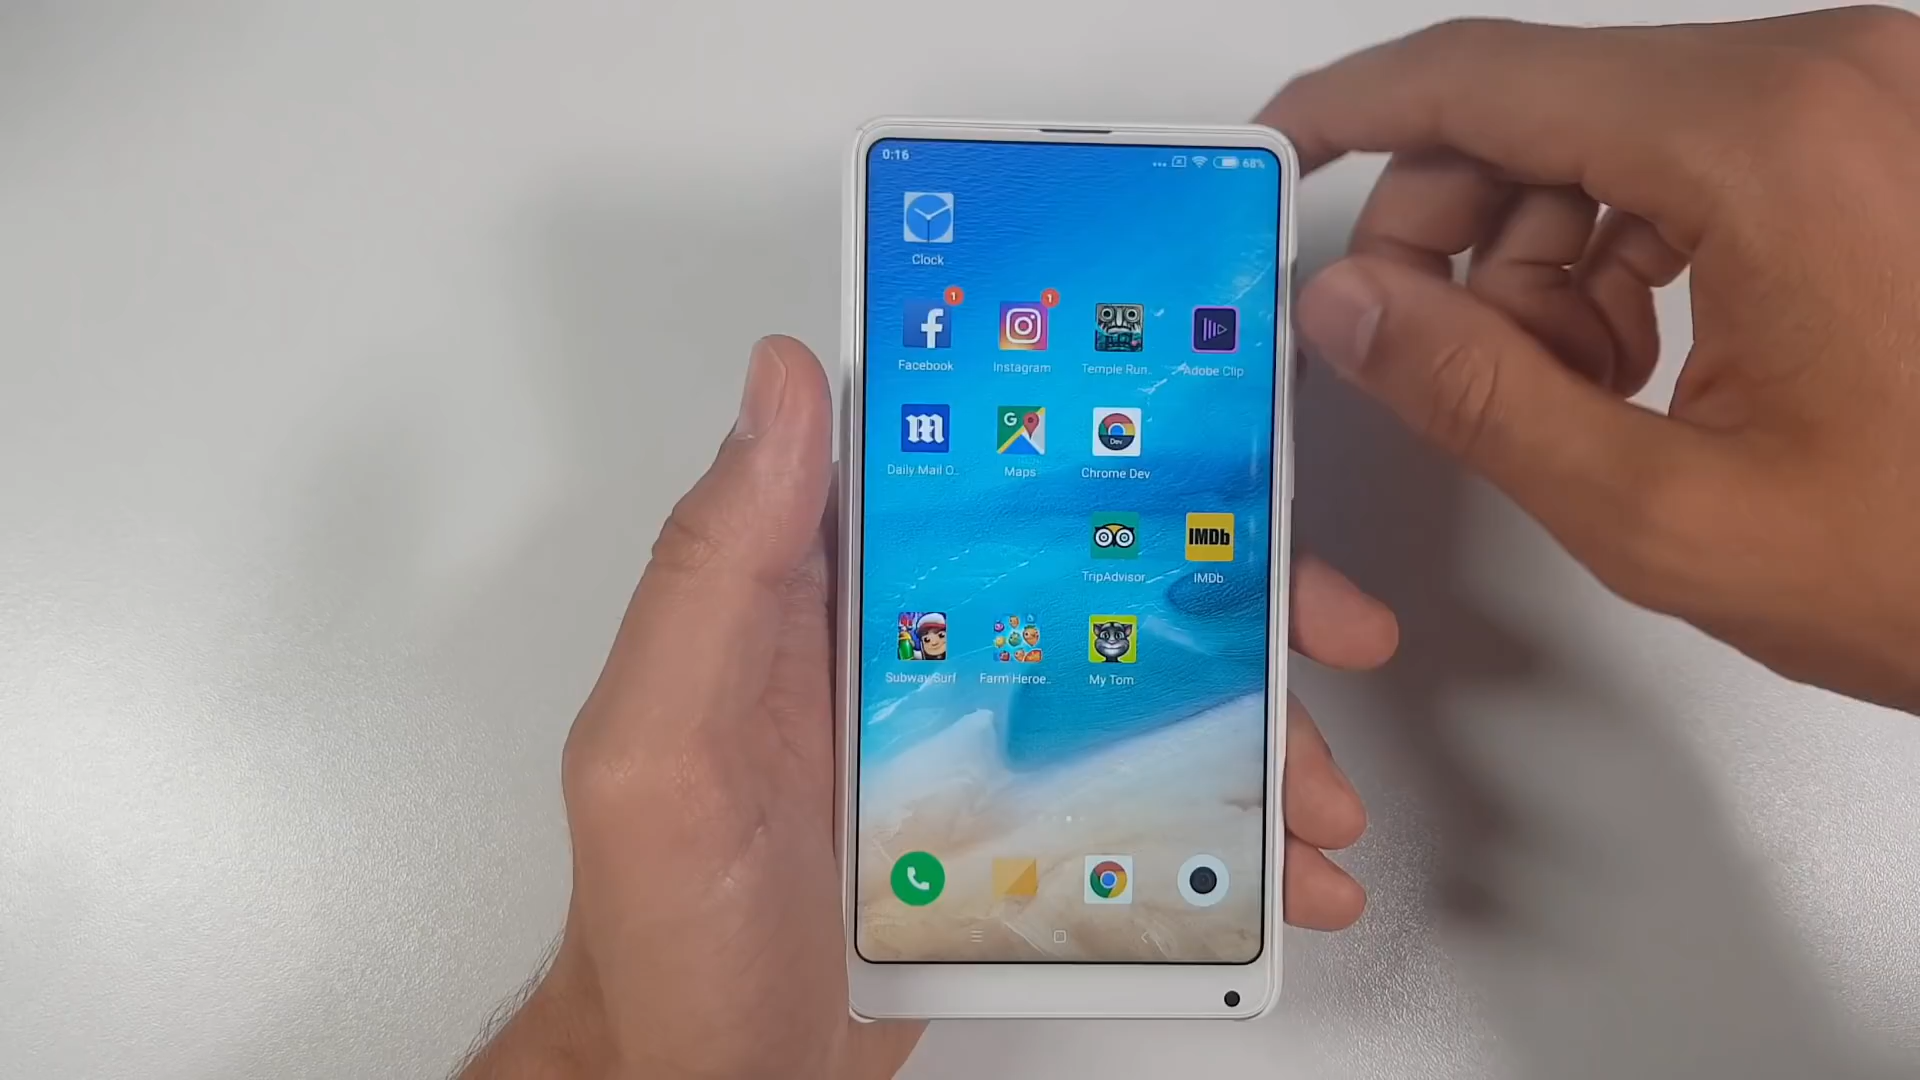 0:16
68%
Clock
1
1
Facebook
Instagram
Temple Run..
Adobe Clip
m
G
Dev
Daily Mail O..
Maps
Chrome Dev
IMDb
TripAdvisor
IMDb
Subway Surf
Farm Heroe..
My Tom